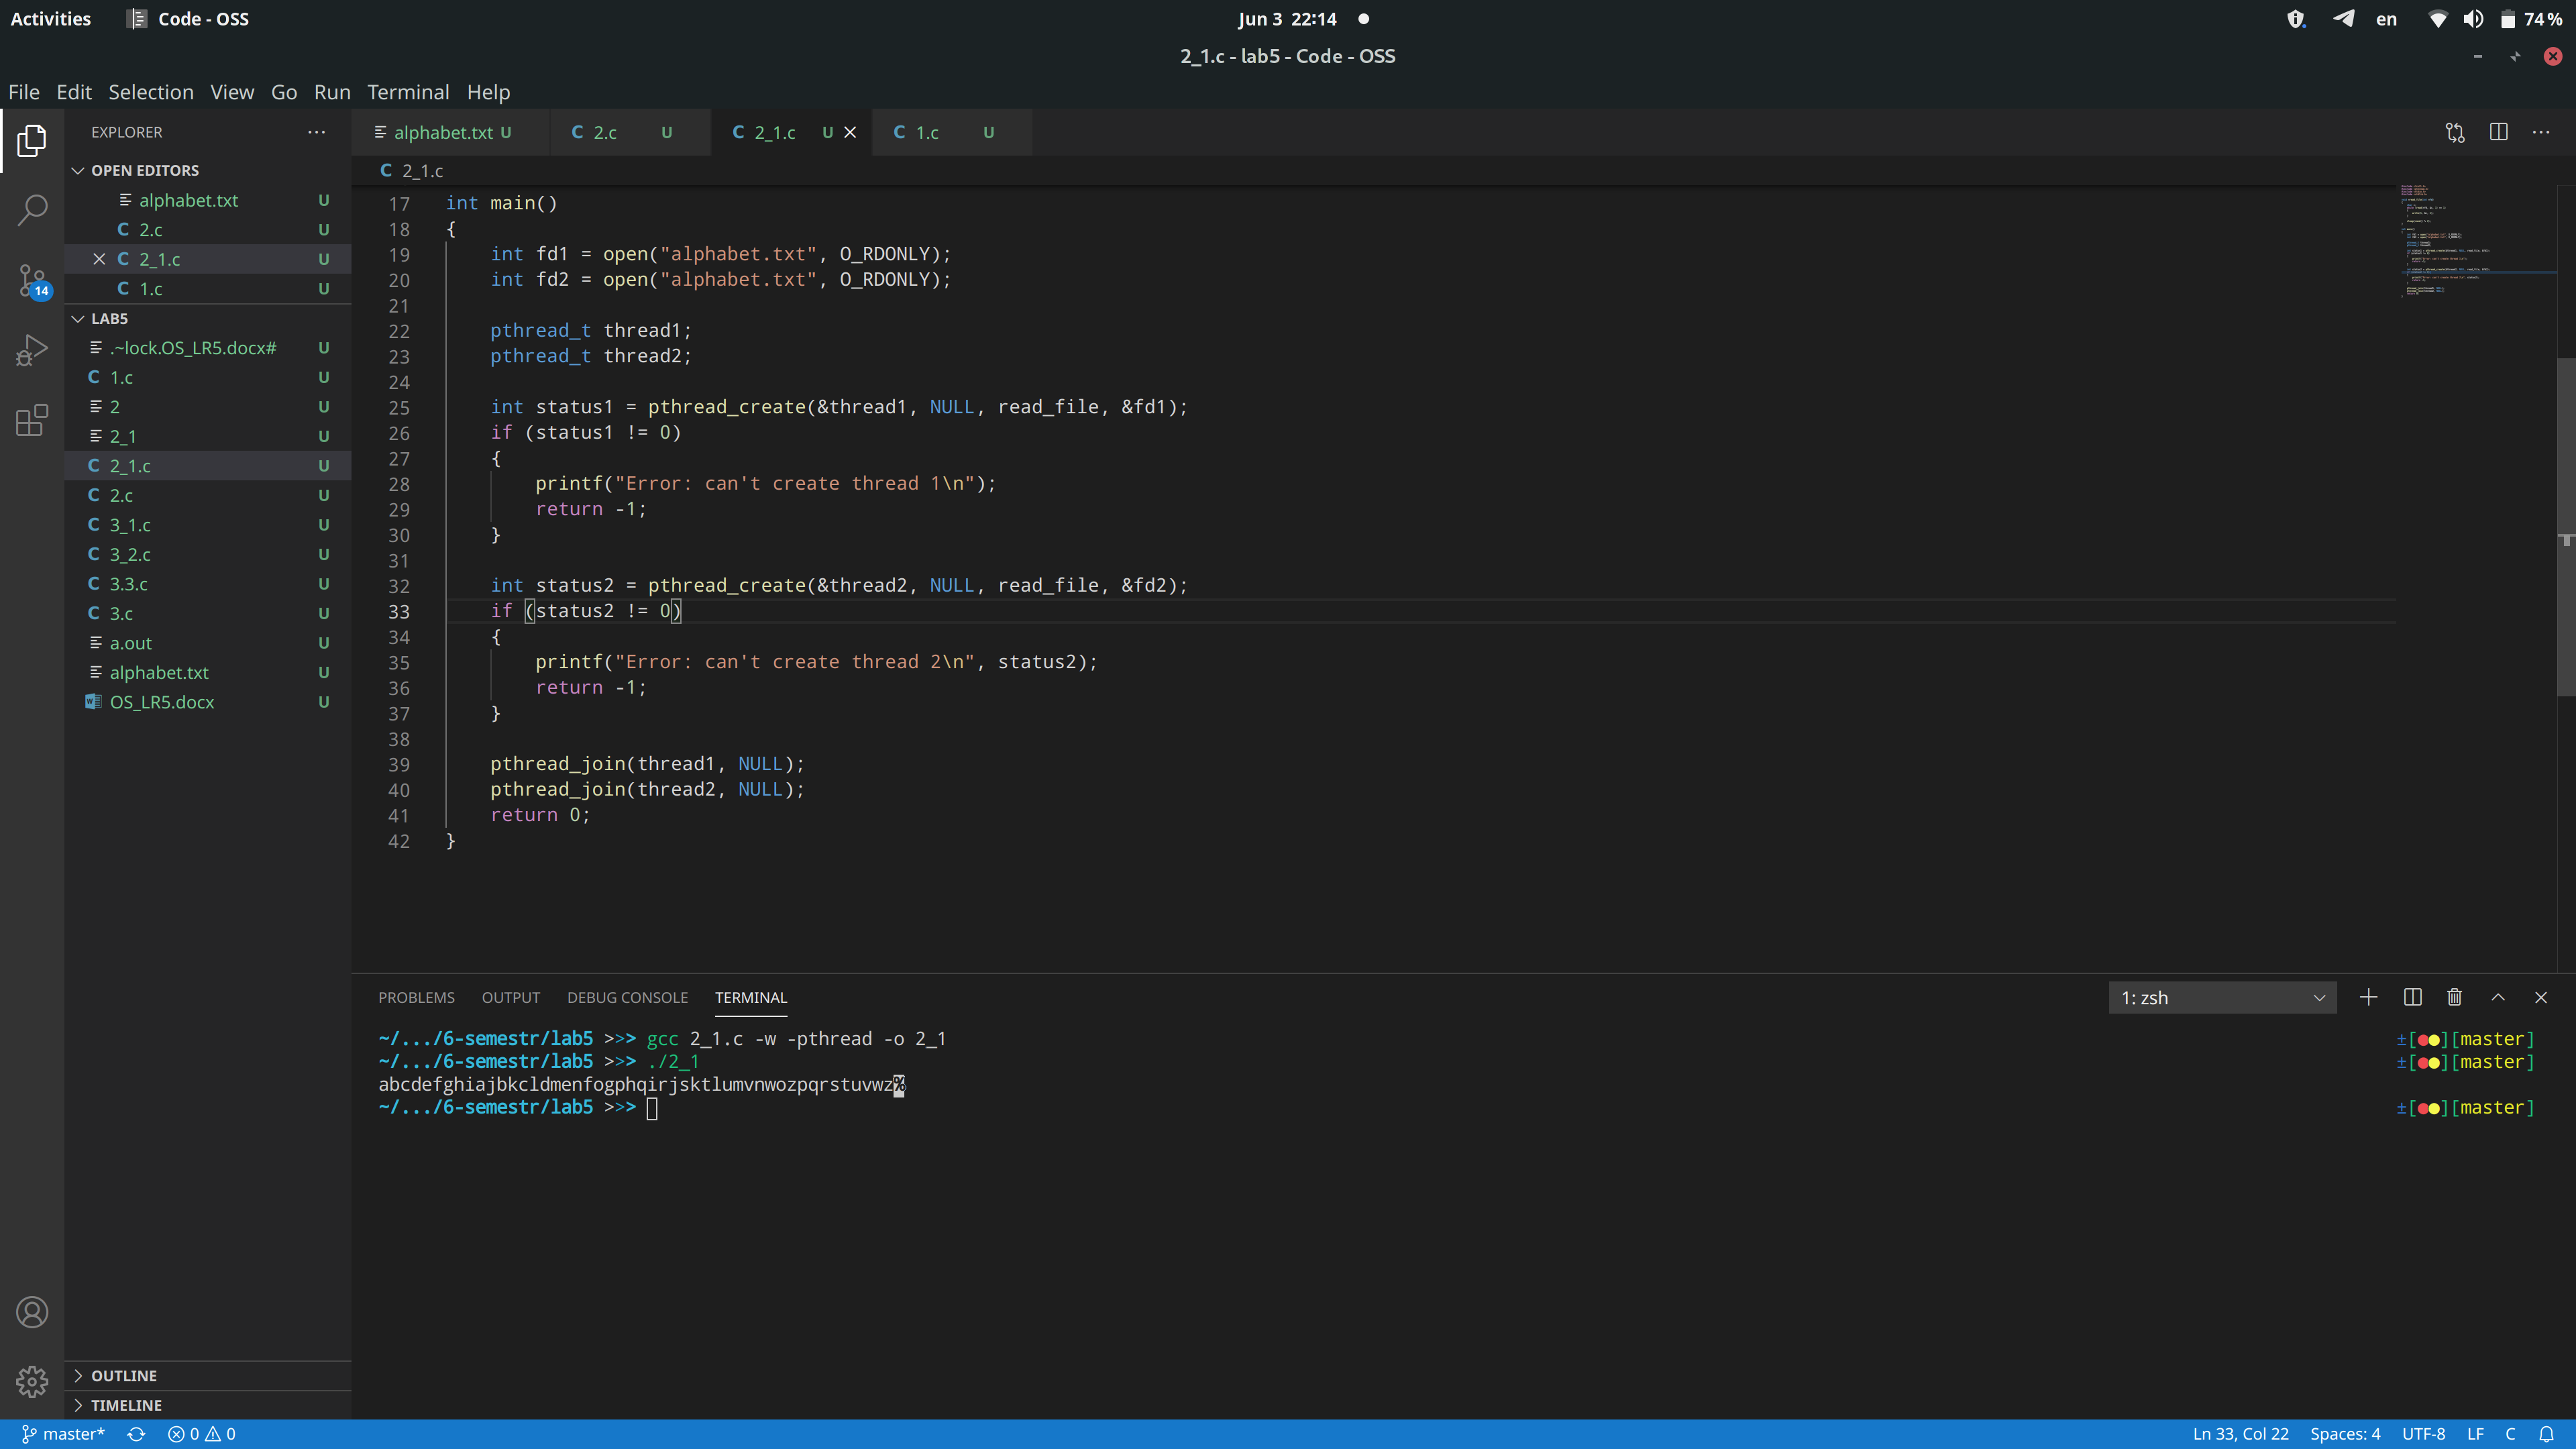 Activities Code - OSS Jun 3 22:14 en 74 %
2_1.c - lab5 - Code - OSS
File Edit Selection View Go Run Terminal Help
EXPLORER
OPEN EDITORS
alphabet.txt U
2.c U
2_1.c U
1.c U
14
LAB5
.~lock.OS_LR5.docx# U
1.c U
2 U
2_1 U
2_1.c U
2.c U
3_1.c U
3_2.c U
3.3.c U
3.c U
a.out U
alphabet.txt U
OS_LR5.docx U
OUTLINE
TIMELINE
alphabet.txt U C 2.c U C 2_1.c U C 1.c U
C 2_1.c
17 int main()
18 {
19 int fd1 = open("alphabet.txt", O_RDONLY);
20 int fd2 = open("alphabet.txt", O_RDONLY);
21
22 pthread_t thread1;
23 pthread_t thread2;
24
25 int status1 = pthread_create(&thread1, NULL, read_file, &fd1);
26 if (status1 != 0)
27 {
28 printf("Error: can't create thread 1\n");
29 return -1;
30 }
31
32 int status2 = pthread_create(&thread2, NULL, read_file, &fd2);
33 if (status2 != 0)
34 {
35 printf("Error: can't create thread 2\n", status2);
36 return -1;
37 }
38
39 pthread_join(thread1, NULL);
40 pthread_join(thread2, NULL);
41 return 0;
42 }
PROBLEMS OUTPUT DEBUG CONSOLE TERMINAL 1: zsh
~/.../6-semestr/lab5 >>> gcc 2_1.c -w -pthread -o 2_1 ±[●●][master]
~/.../6-semestr/lab5 >>> ./2_1 ±[●●][master]
abcdefghiajbkcldmenfogphqirjsktlumvnwozpqrstuvwz%
~/.../6-semestr/lab5 >>> ±[●●][master]
master* 0 0 Ln 33, Col 22 Spaces: 4 UTF-8 LF C